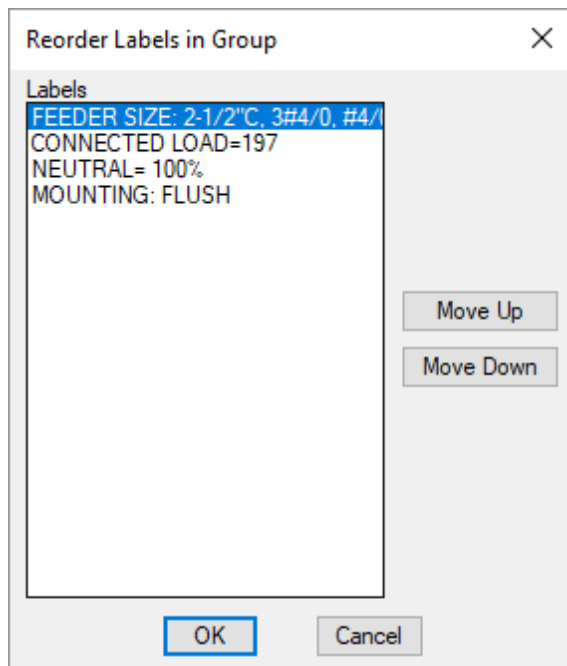 Reorder Labels in Group
Labels
FEEDER SIZE: 2-1/2"C, 3#4/0, #4/
CONNECTED LOAD=197
NEUTRAL= 100%
MOUNTING: FLUSH
Move Up
Move Down
OK
Cancel